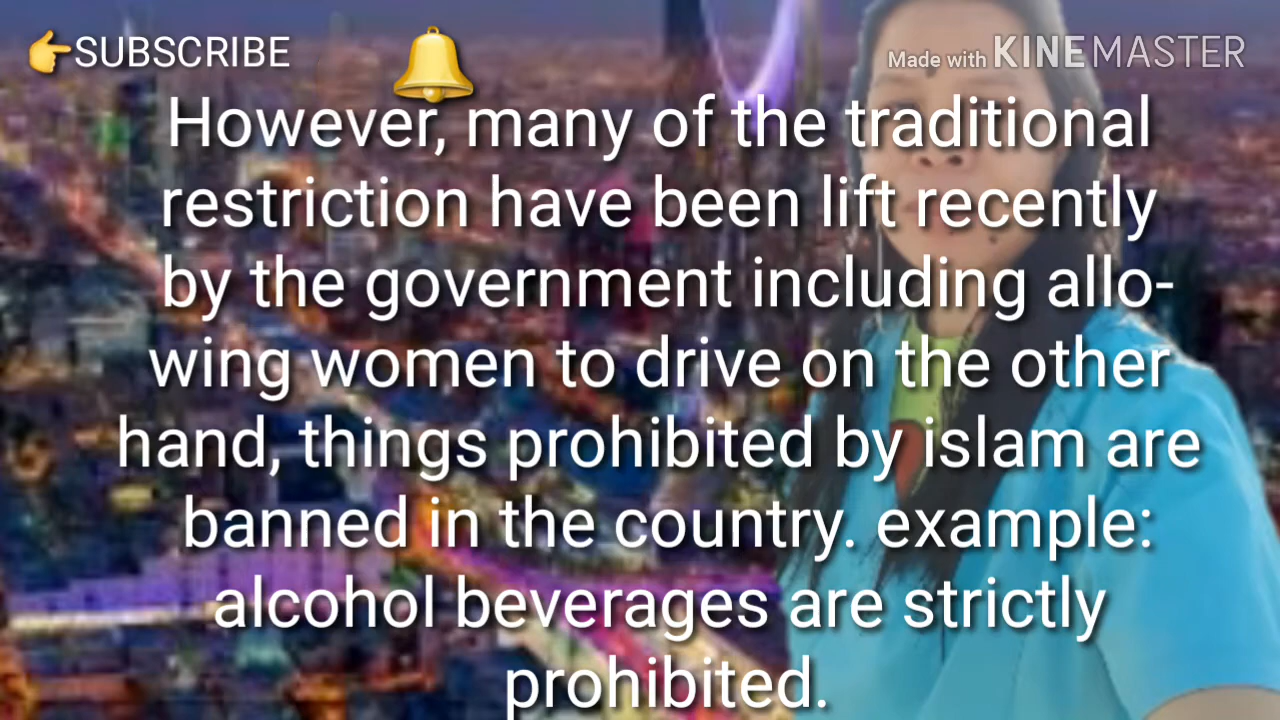 👉SUBSCRIBE 🔔
Made with KINEMASTER
However, many of the traditional
restriction have been lift recently
by the government including allo-
wing women to drive on the other
hand, things prohibited by islam are
banned in the country. example:
alcohol beverages are strictly
prohibited.